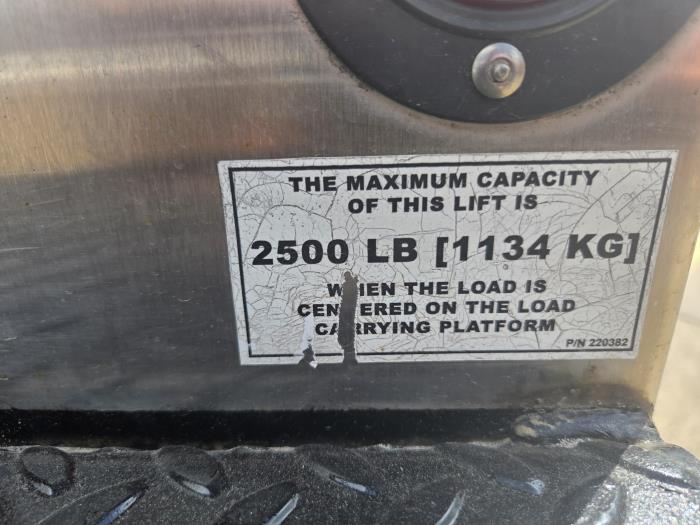 THE MAXIMUM CAPACITY
OF THIS LIFT IS
2500 LB [1134 KG]
WHEN THE LOAD IS
CENTERED ON THE LOAD
CARRYING PLATFORM
P/N 220382